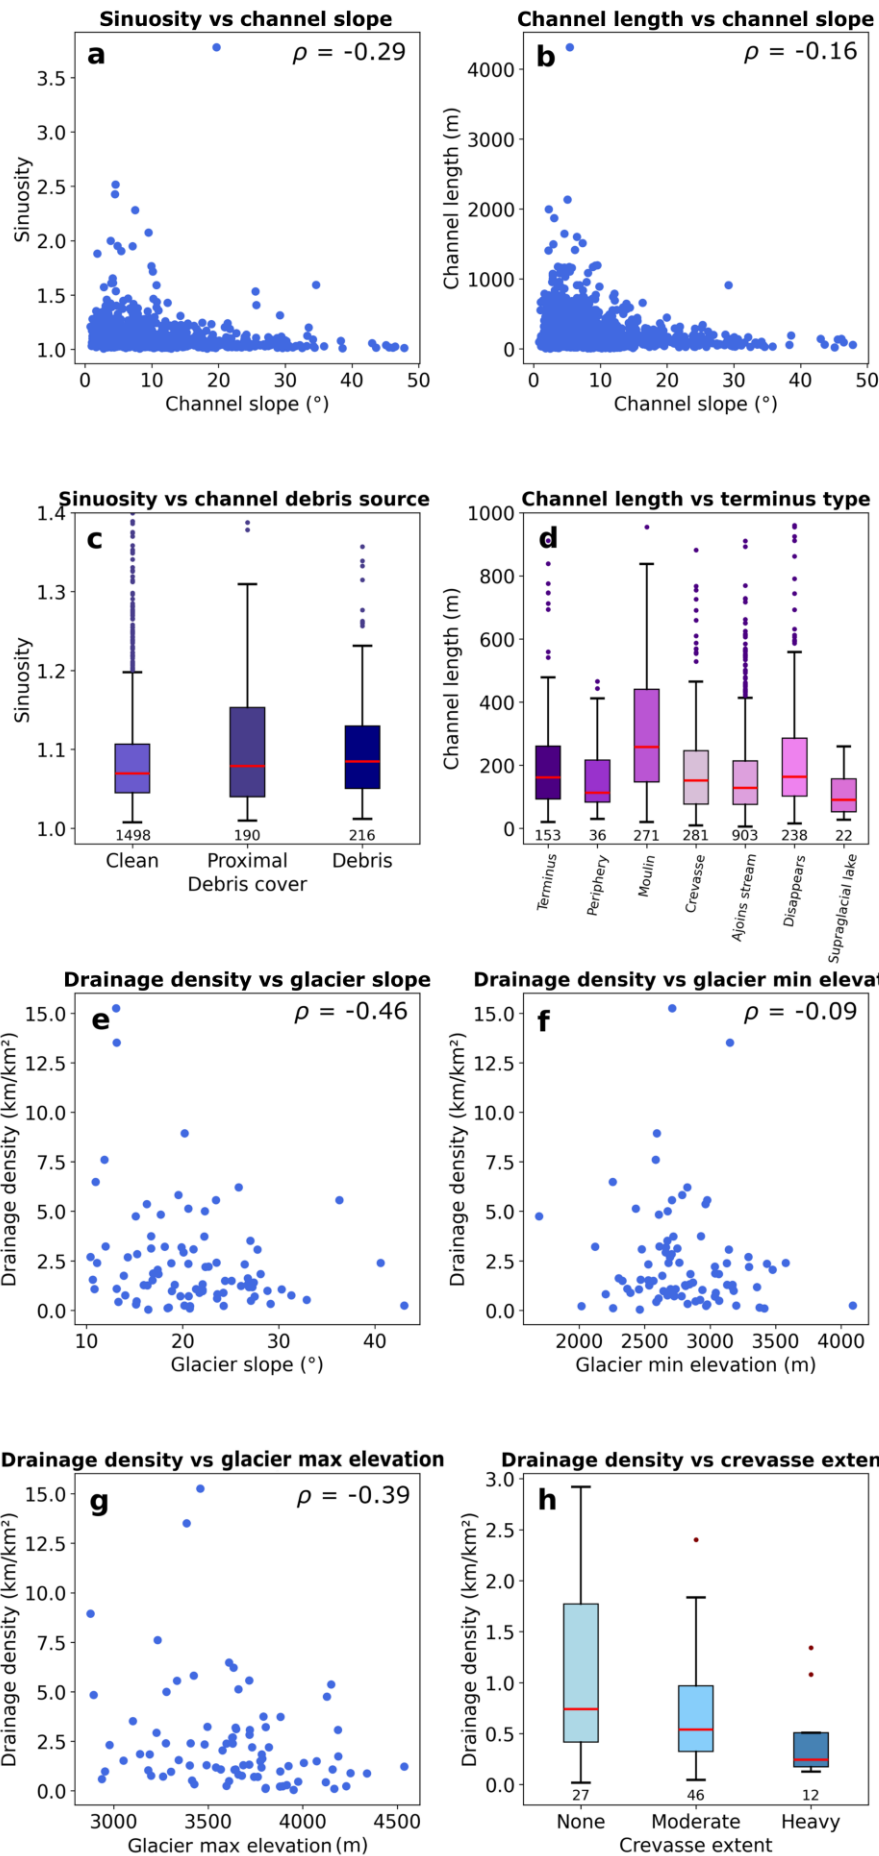 Sinuosity vs channel slope
a
ρ = -0.29
3.5
3.0
2.5
2.0
1.5
1.0
Sinuosity
0 10 20 30 40 50
Channel slope (°)
Channel length vs channel slope
b
ρ = -0.16
4000
3000
2000
1000
0
Channel length (m)
0 10 20 30 40 50
Channel slope (°)
Sinuosity vs channel debris source
c
1.4
1.3
1.2
1.1
1.0
Sinuosity
1498 190 216
Clean Proximal Debris
Debris cover
Channel length vs terminus type
d
1000
800
600
400
200
0
Channel length (m)
153 36 271 281 903 238 22
Terminus
Periphery
Moulin
Crevasse
Ajoins stream
Disappears
Supraglacial lake
Drainage density vs glacier slope
e
ρ = -0.46
15.0
12.5
10.0
7.5
5.0
2.5
0.0
Drainage density (km/km²)
10 20 30 40
Glacier slope (°)
Drainage density vs glacier min elevat
f
ρ = -0.09
15.0
12.5
10.0
7.5
5.0
2.5
0.0
Drainage density (km/km²)
2000 2500 3000 3500 4000
Glacier min elevation (m)
Drainage density vs glacier max elevation
g
ρ = -0.39
15.0
12.5
10.0
7.5
5.0
2.5
0.0
Drainage density (km/km²)
3000 3500 4000 4500
Glacier max elevation (m)
Drainage density vs crevasse exten
h
3.0
2.5
2.0
1.5
1.0
0.5
0.0
Drainage density (km/km²)
27 46 12
None Moderate Heavy
Crevasse extent